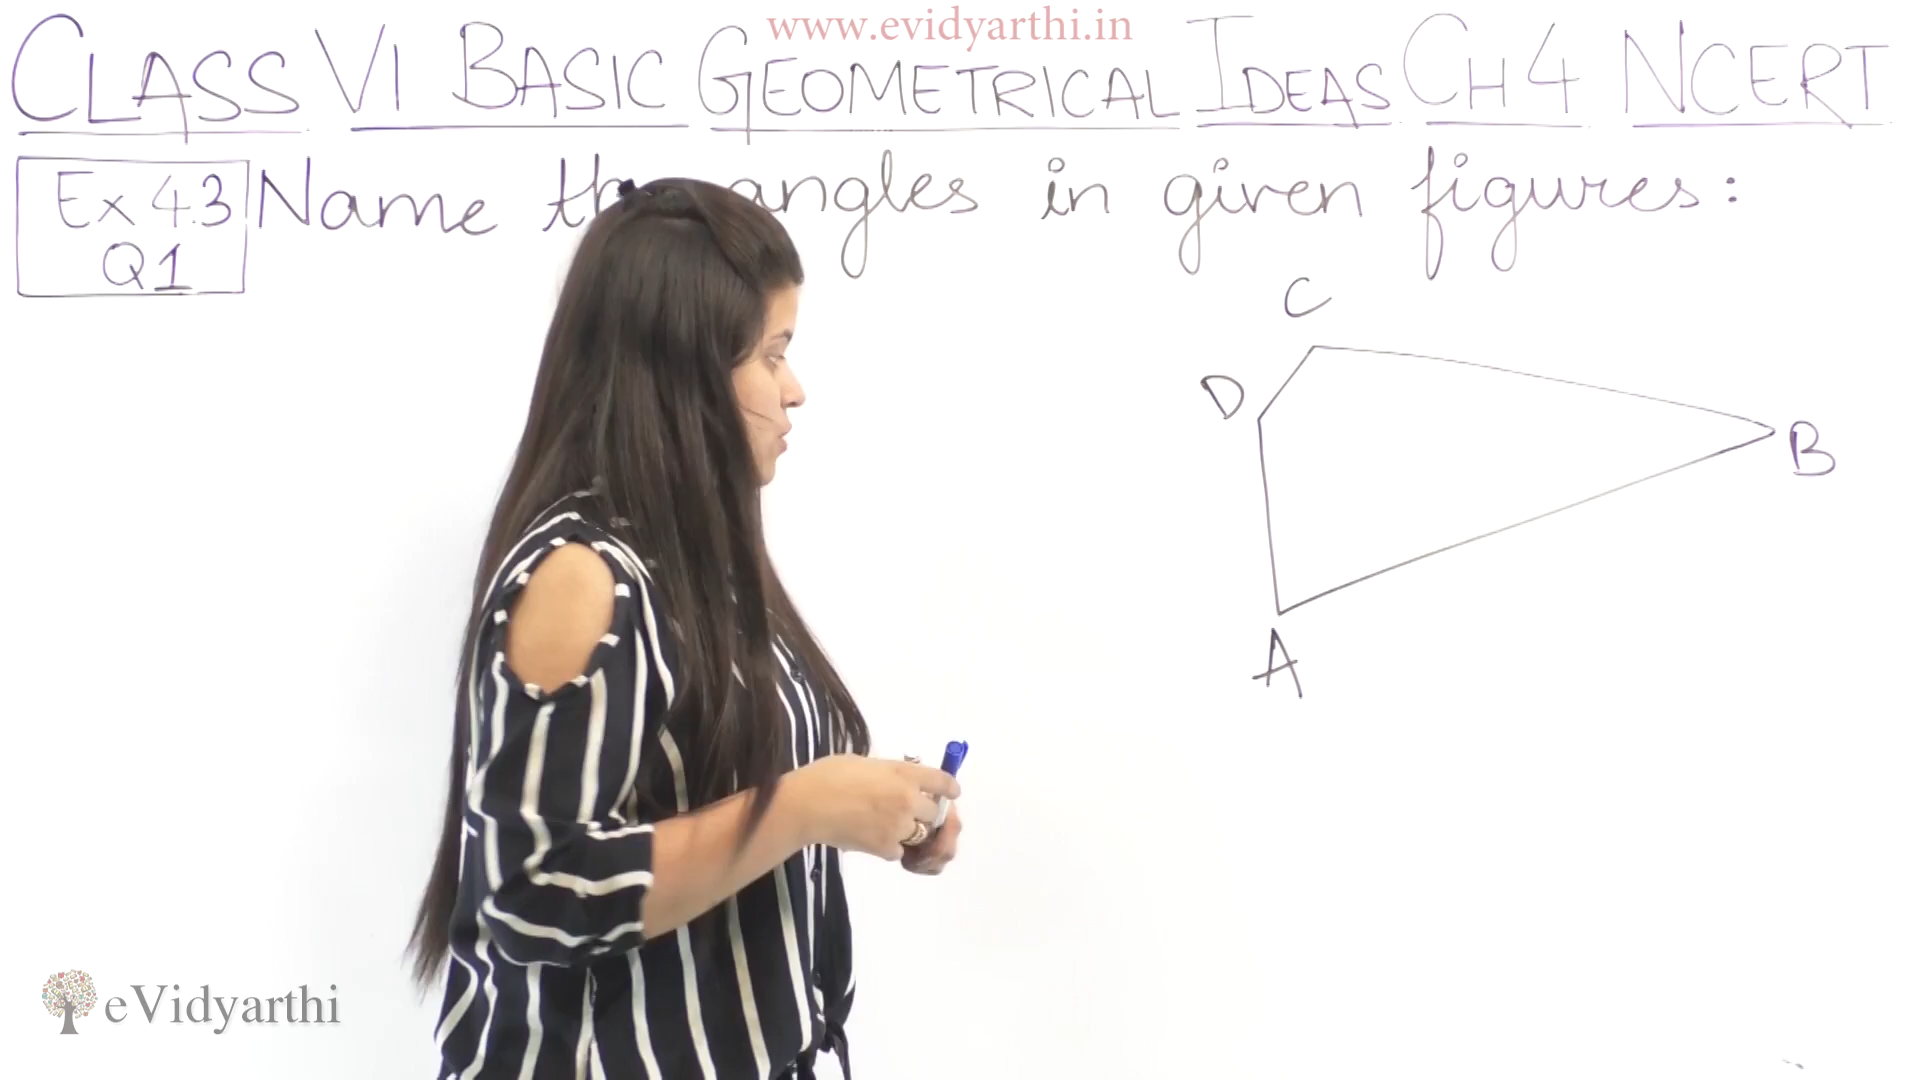 www.evidyarthi.in
CLASS VI BASIC GEOMETRICAL IDEAS CH 4 NCERT
Ex 4.3 Name the angles in given figures:
Q1
C
D
B
A
eVidyarthi